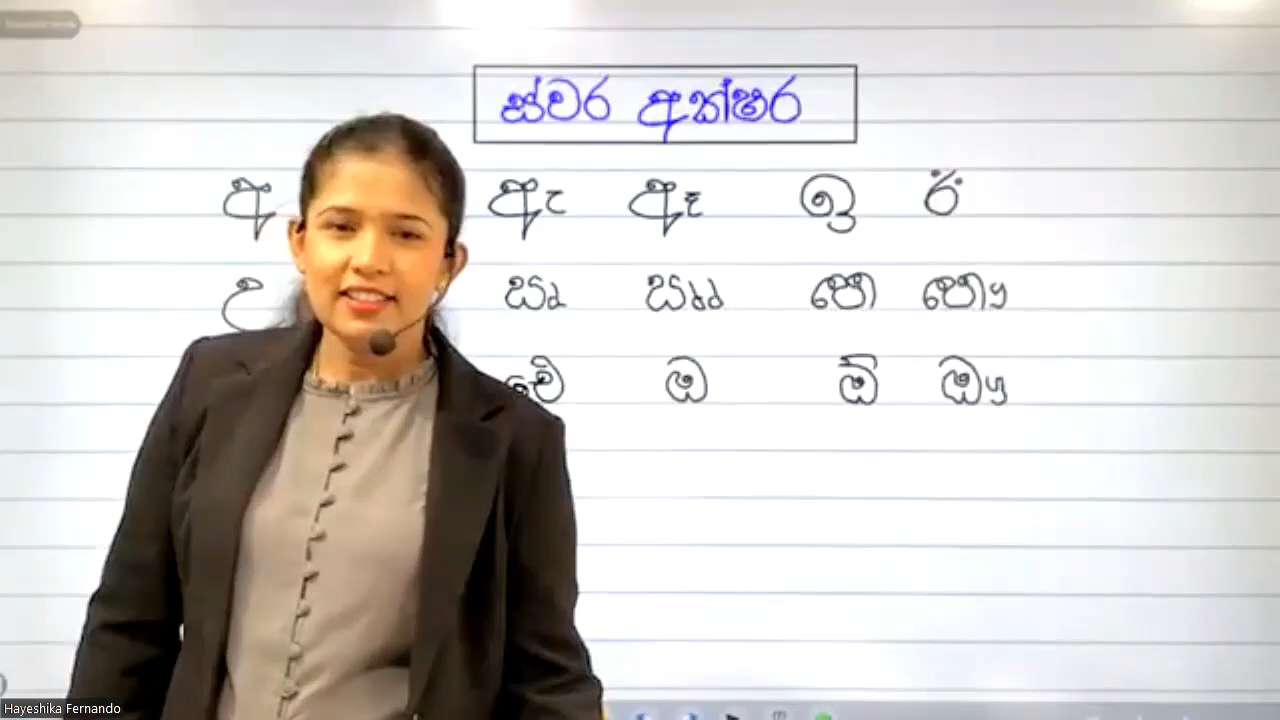 ස්වර අක්ෂර
අ ඇ ඈ ඉ ඊ
උ ඍ ඎ ඏ ඐ
ඒ ඔ ඕ ඖ
Hayeshika Fernando